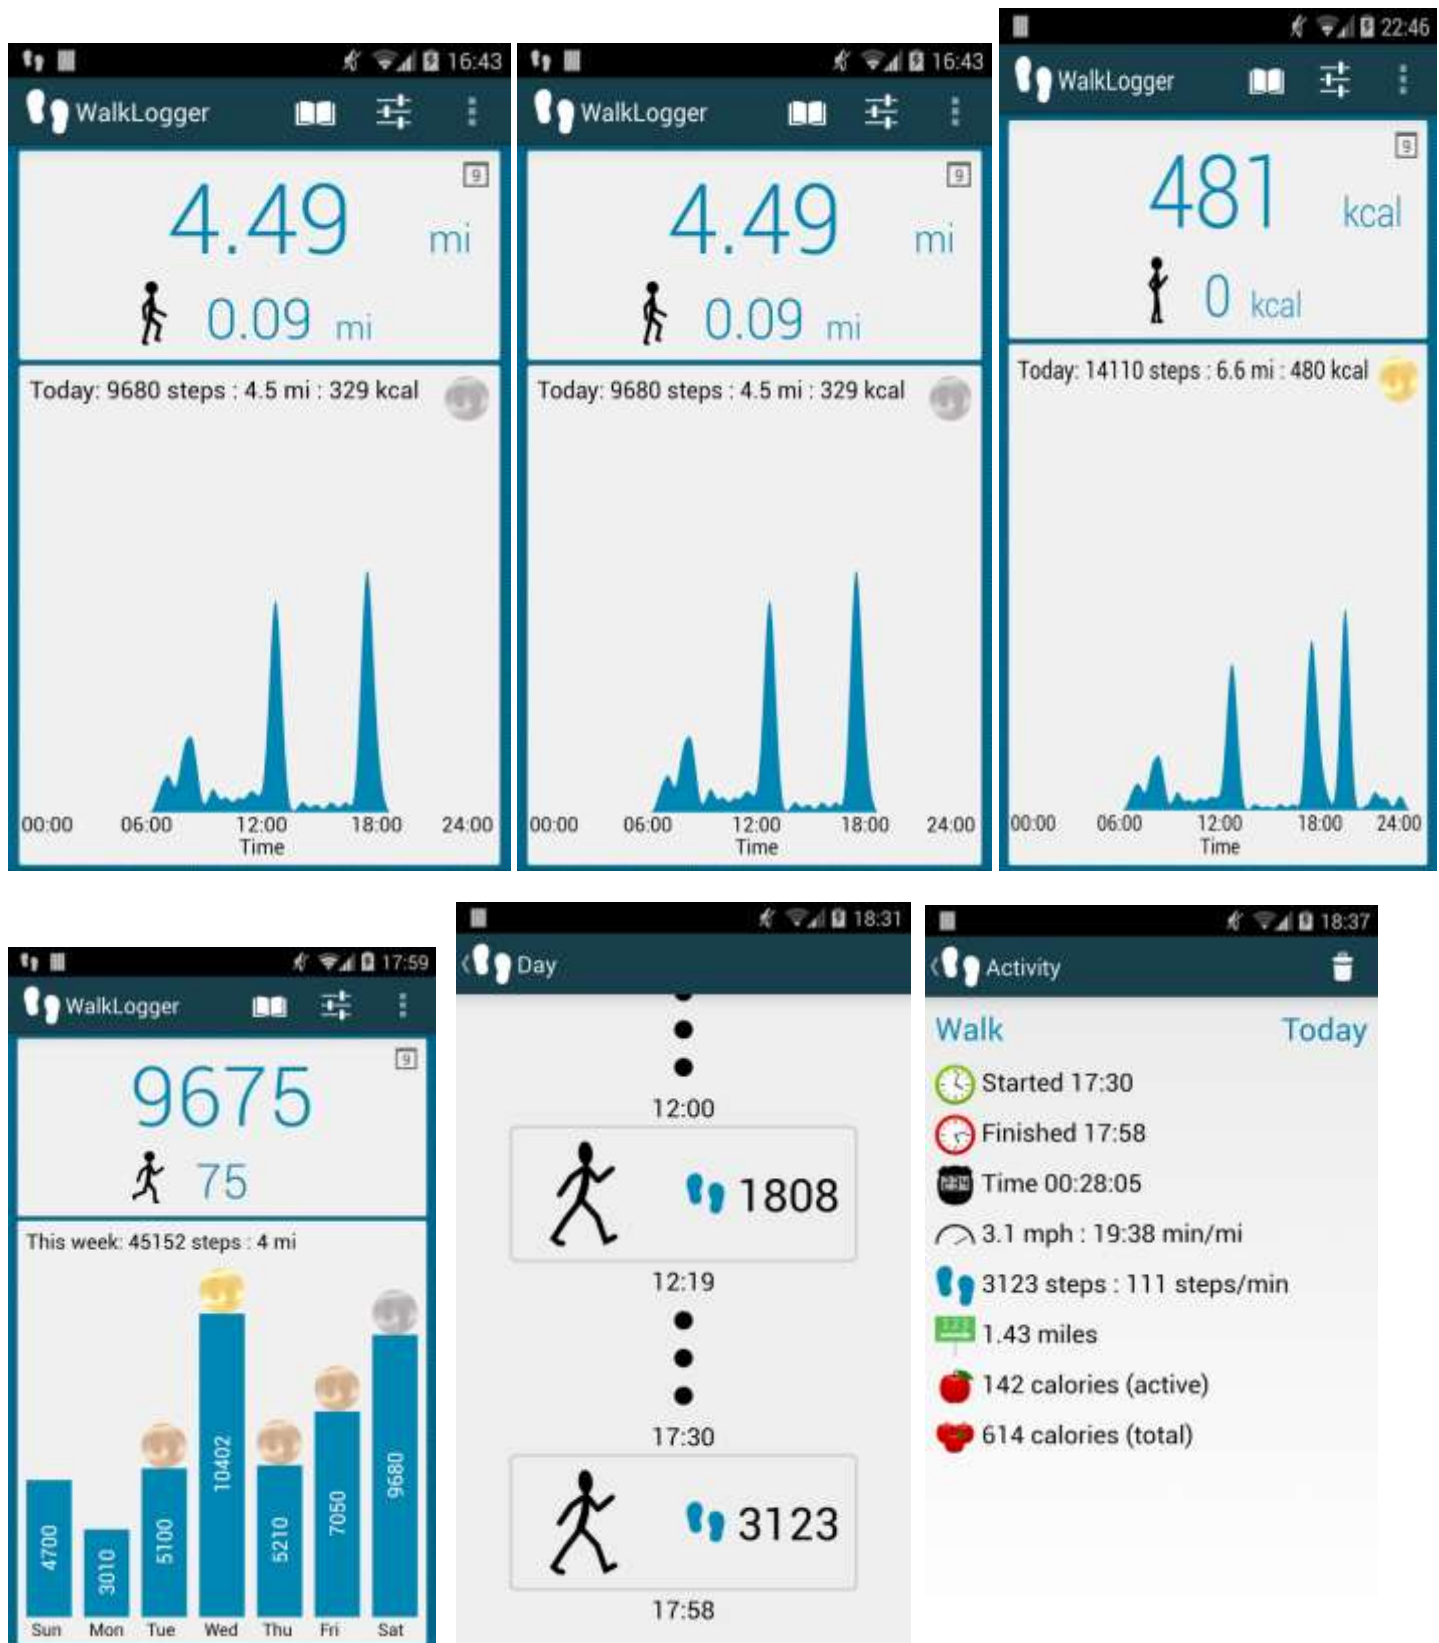 16:43
WalkLogger
9
4.49 mi
0.09 mi
Today: 9680 steps : 4.5 mi : 329 kcal
00:00 06:00 12:00 18:00 24:00
Time
16:43
WalkLogger
9
4.49 mi
0.09 mi
Today: 9680 steps : 4.5 mi : 329 kcal
00:00 06:00 12:00 18:00 24:00
Time
22:46
WalkLogger
9
481 kcal
0 kcal
Today: 14110 steps : 6.6 mi : 480 kcal
00:00 06:00 12:00 18:00 24:00
Time
17:59
WalkLogger
9
9675
75
This week: 45152 steps : 4 mi
4700 3010 5100 10402 5210 7050 9680
Sun Mon Tue Wed Thu Fri Sat
18:31
Day
12:00
1808
12:19
17:30
3123
17:58
18:37
Activity
Walk Today
Started 17:30
Finished 17:58
Time 00:28:05
3.1 mph : 19:38 min/mi
3123 steps : 111 steps/min
123
1.43 miles
142 calories (active)
614 calories (total)